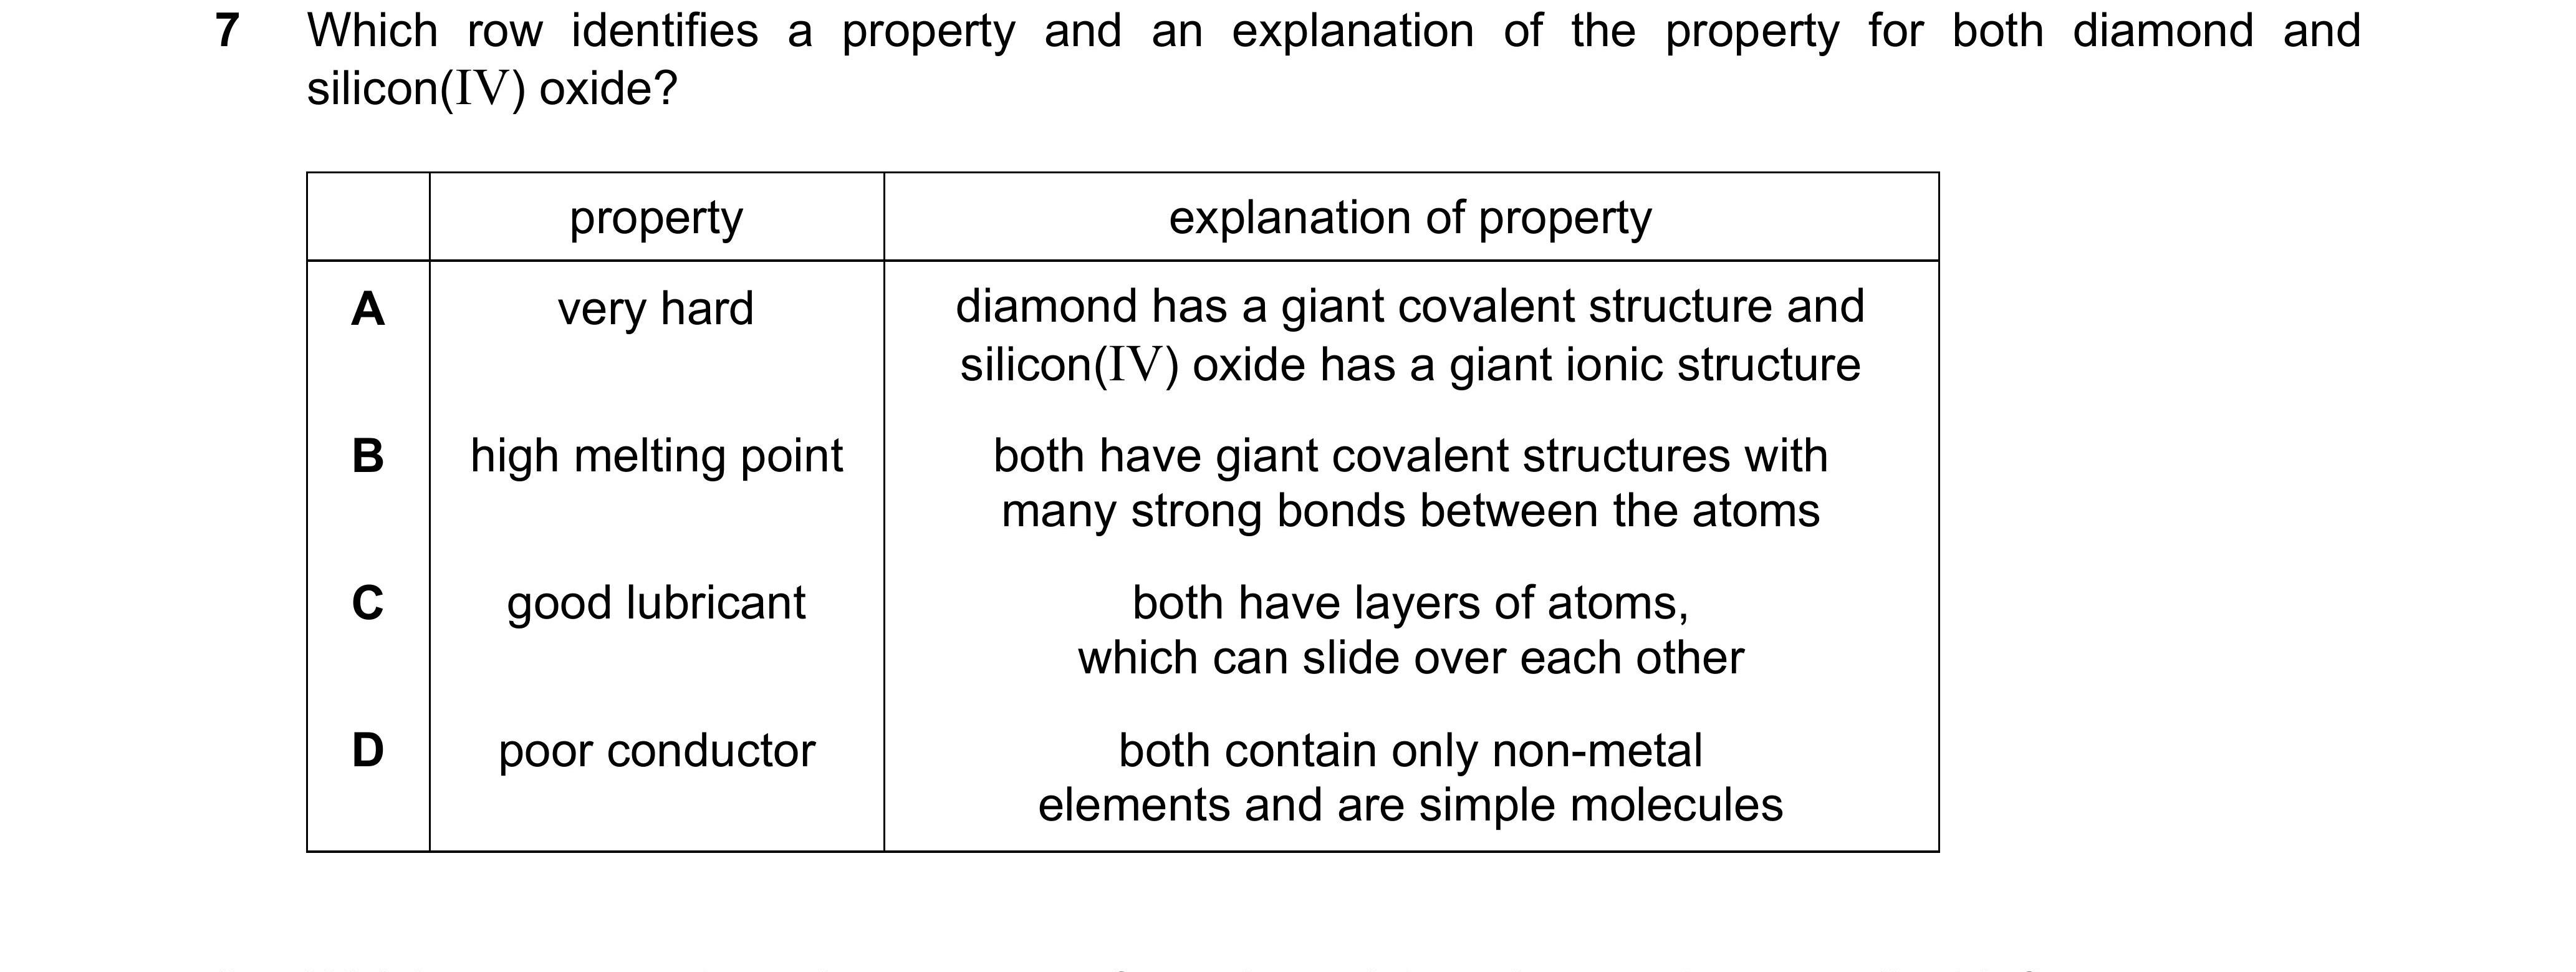 7 Which row identifies a property and an explanation of the property for both diamond and
silicon(IV) oxide?
property explanation of property
A very hard diamond has a giant covalent structure and
silicon(IV) oxide has a giant ionic structure
B high melting point both have giant covalent structures with
many strong bonds between the atoms
C good lubricant both have layers of atoms,
which can slide over each other
D poor conductor both contain only non-metal
elements and are simple molecules